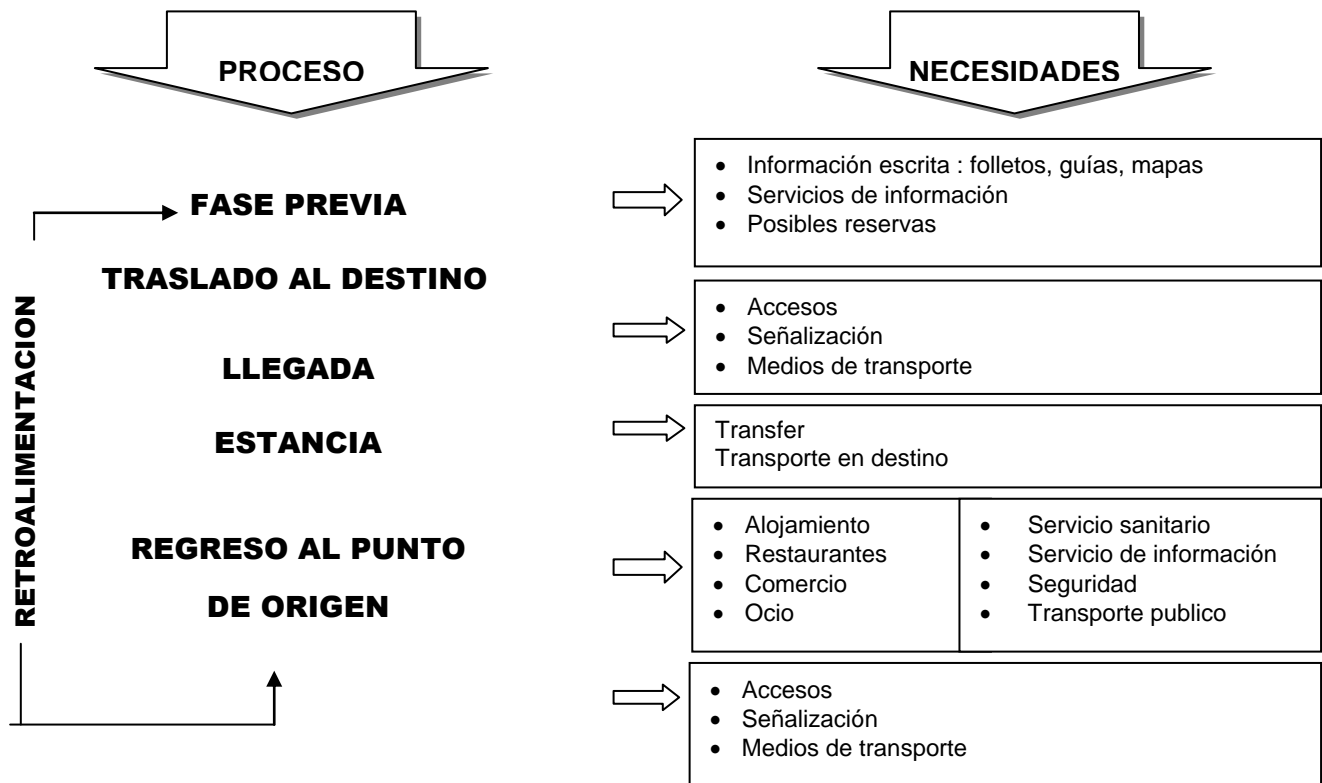 PROCESO
NECESIDADES
FASE PREVIA
• Información escrita : folletos, guías, mapas
• Servicios de información
• Posibles reservas
TRASLADO AL DESTINO
• Accesos
• Señalización
• Medios de transporte
LLEGADA
Transfer
Transporte en destino
ESTANCIA
• Alojamiento
• Restaurantes
• Comercio
• Ocio
• Servicio sanitario
• Servicio de información
• Seguridad
• Transporte publico
REGRESO AL PUNTO
DE ORIGEN
• Accesos
• Señalización
• Medios de transporte
RETROALIMENTACION